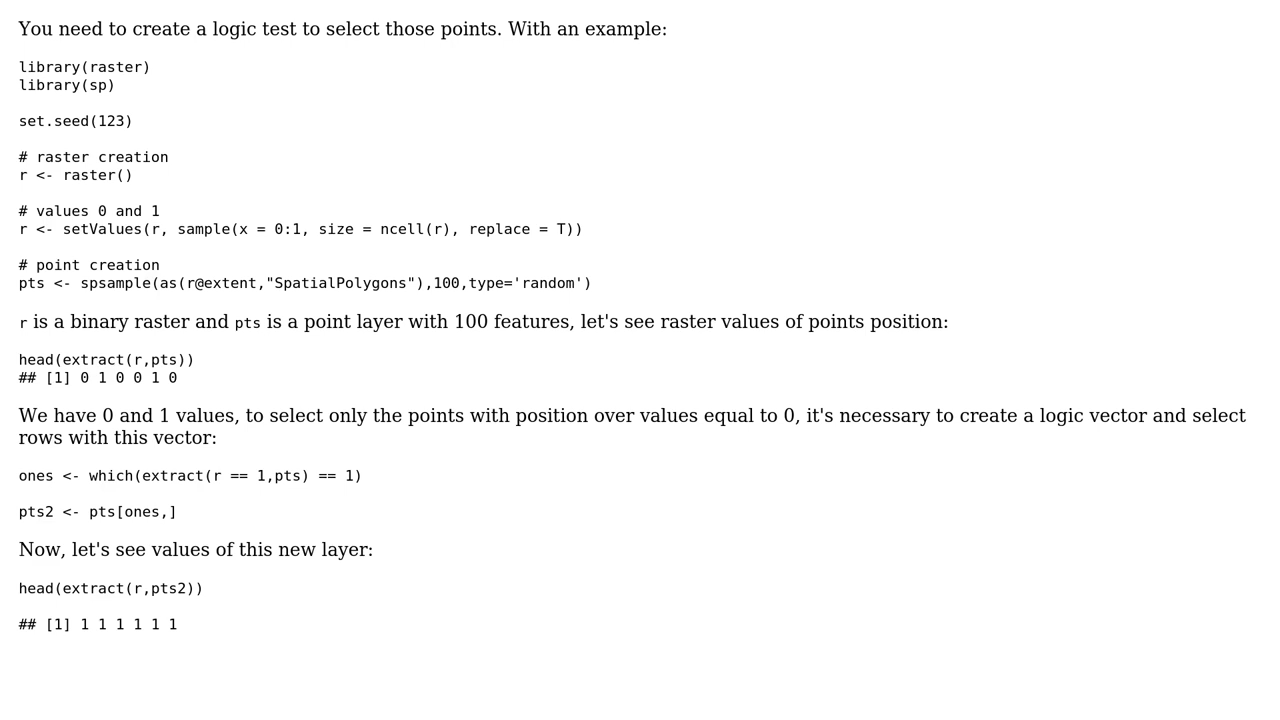 You need to create a logic test to select those points. With an example:
library(raster)
library(sp)
set.seed(123)
# raster creation
r <- raster()
# values 0 and 1
r <- setValues(r, sample(x = 0:1, size = ncell(r), replace = T))
# point creation
pts <- spsample(as(r@extent,"SpatialPolygons"),100,type='random')
r is a binary raster and pts is a point layer with 100 features, let's see raster values of points position:
head(extract(r,pts))
## [1] 0 1 0 0 1 0
We have 0 and 1 values, to select only the points with position over values equal to 0, it's necessary to create a logic vector and select
rows with this vector:
ones <- which(extract(r == 1,pts) == 1)
pts2 <- pts[ones,]
Now, let's see values of this new layer:
head(extract(r,pts2))
## [1] 1 1 1 1 1 1